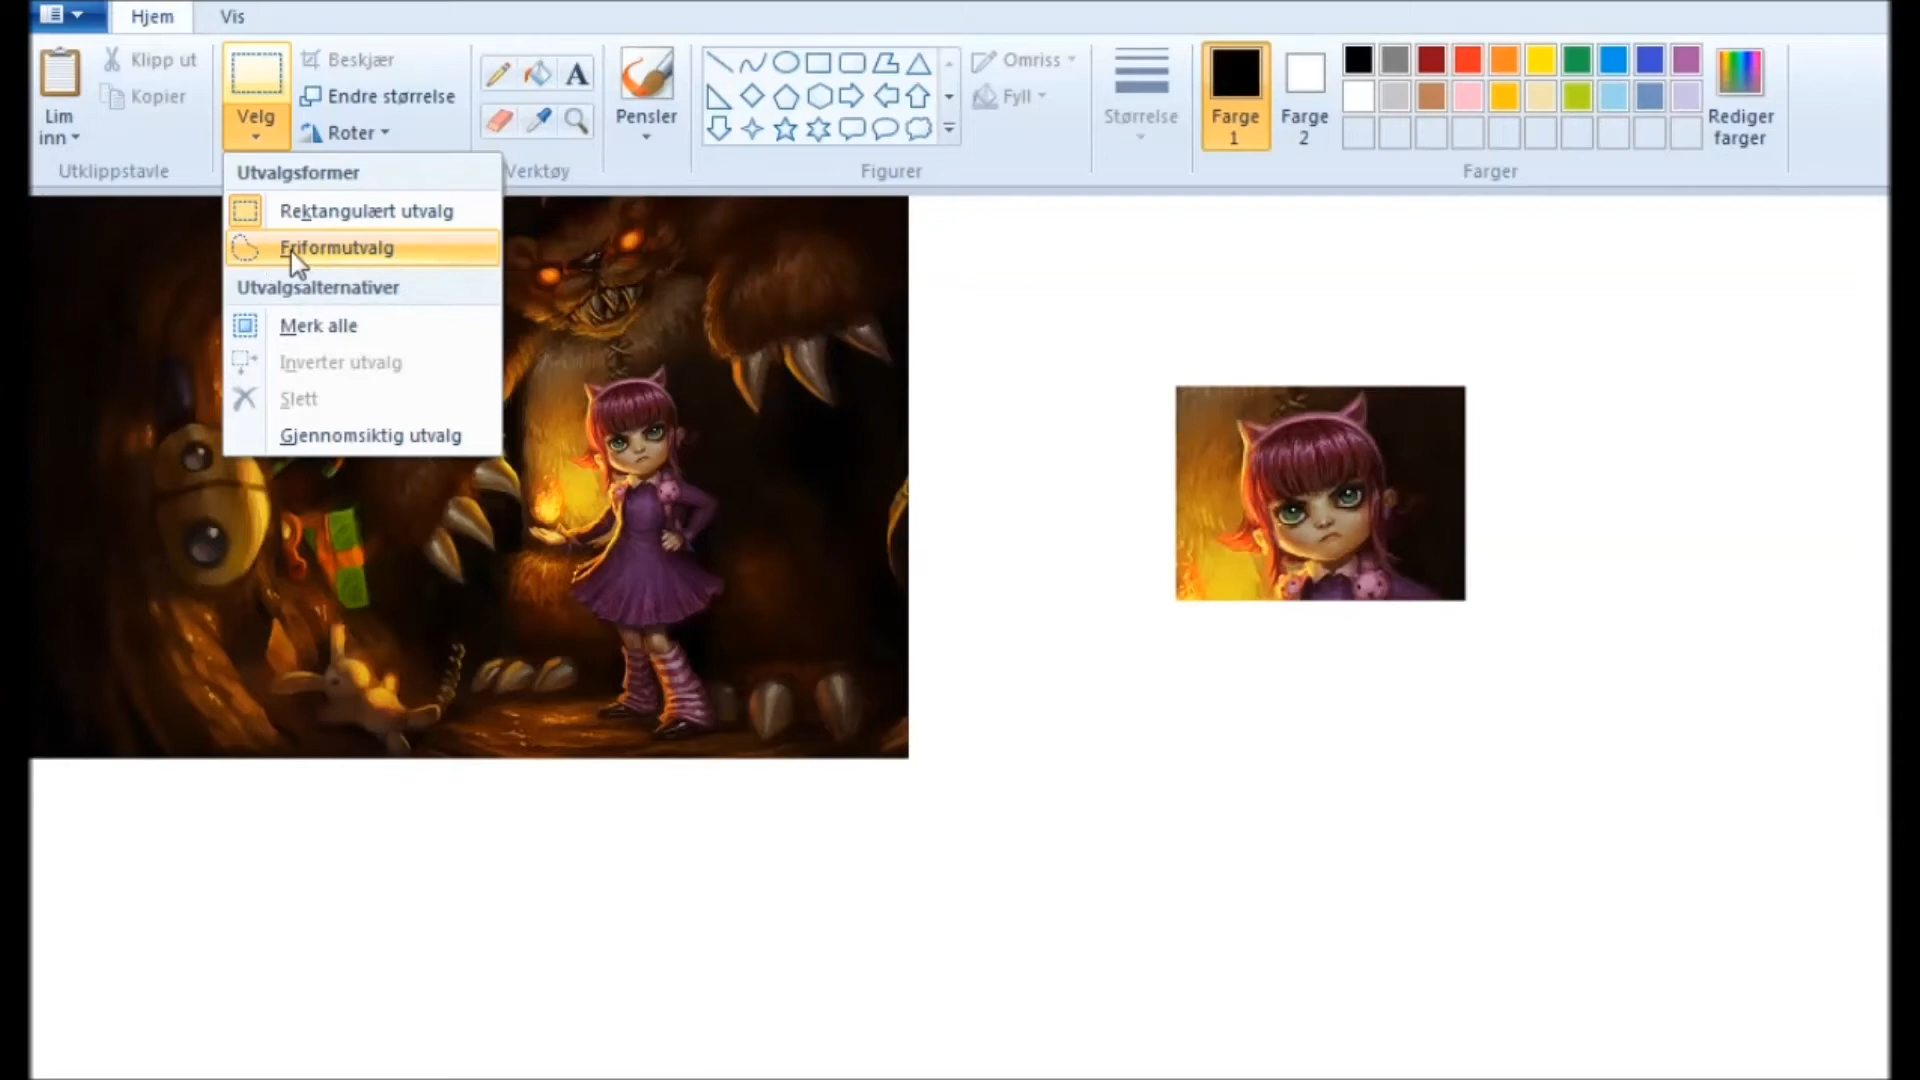 Hjem Vis
Lim
inn
Klipp ut
Kopier
Utklippstavle
Velg
Beskjær
Endre størrelse
Roter
Verktøy
Pensler
Figurer
Omriss
Fyll
Størrelse
Farge
1
Farge
2
Rediger
farger
Farger
Utvalgsformer
Rektangulært utvalg
Friformutvalg
Utvalgsalternativer
Merk alle
Inverter utvalg
Slett
Gjennomsiktig utvalg